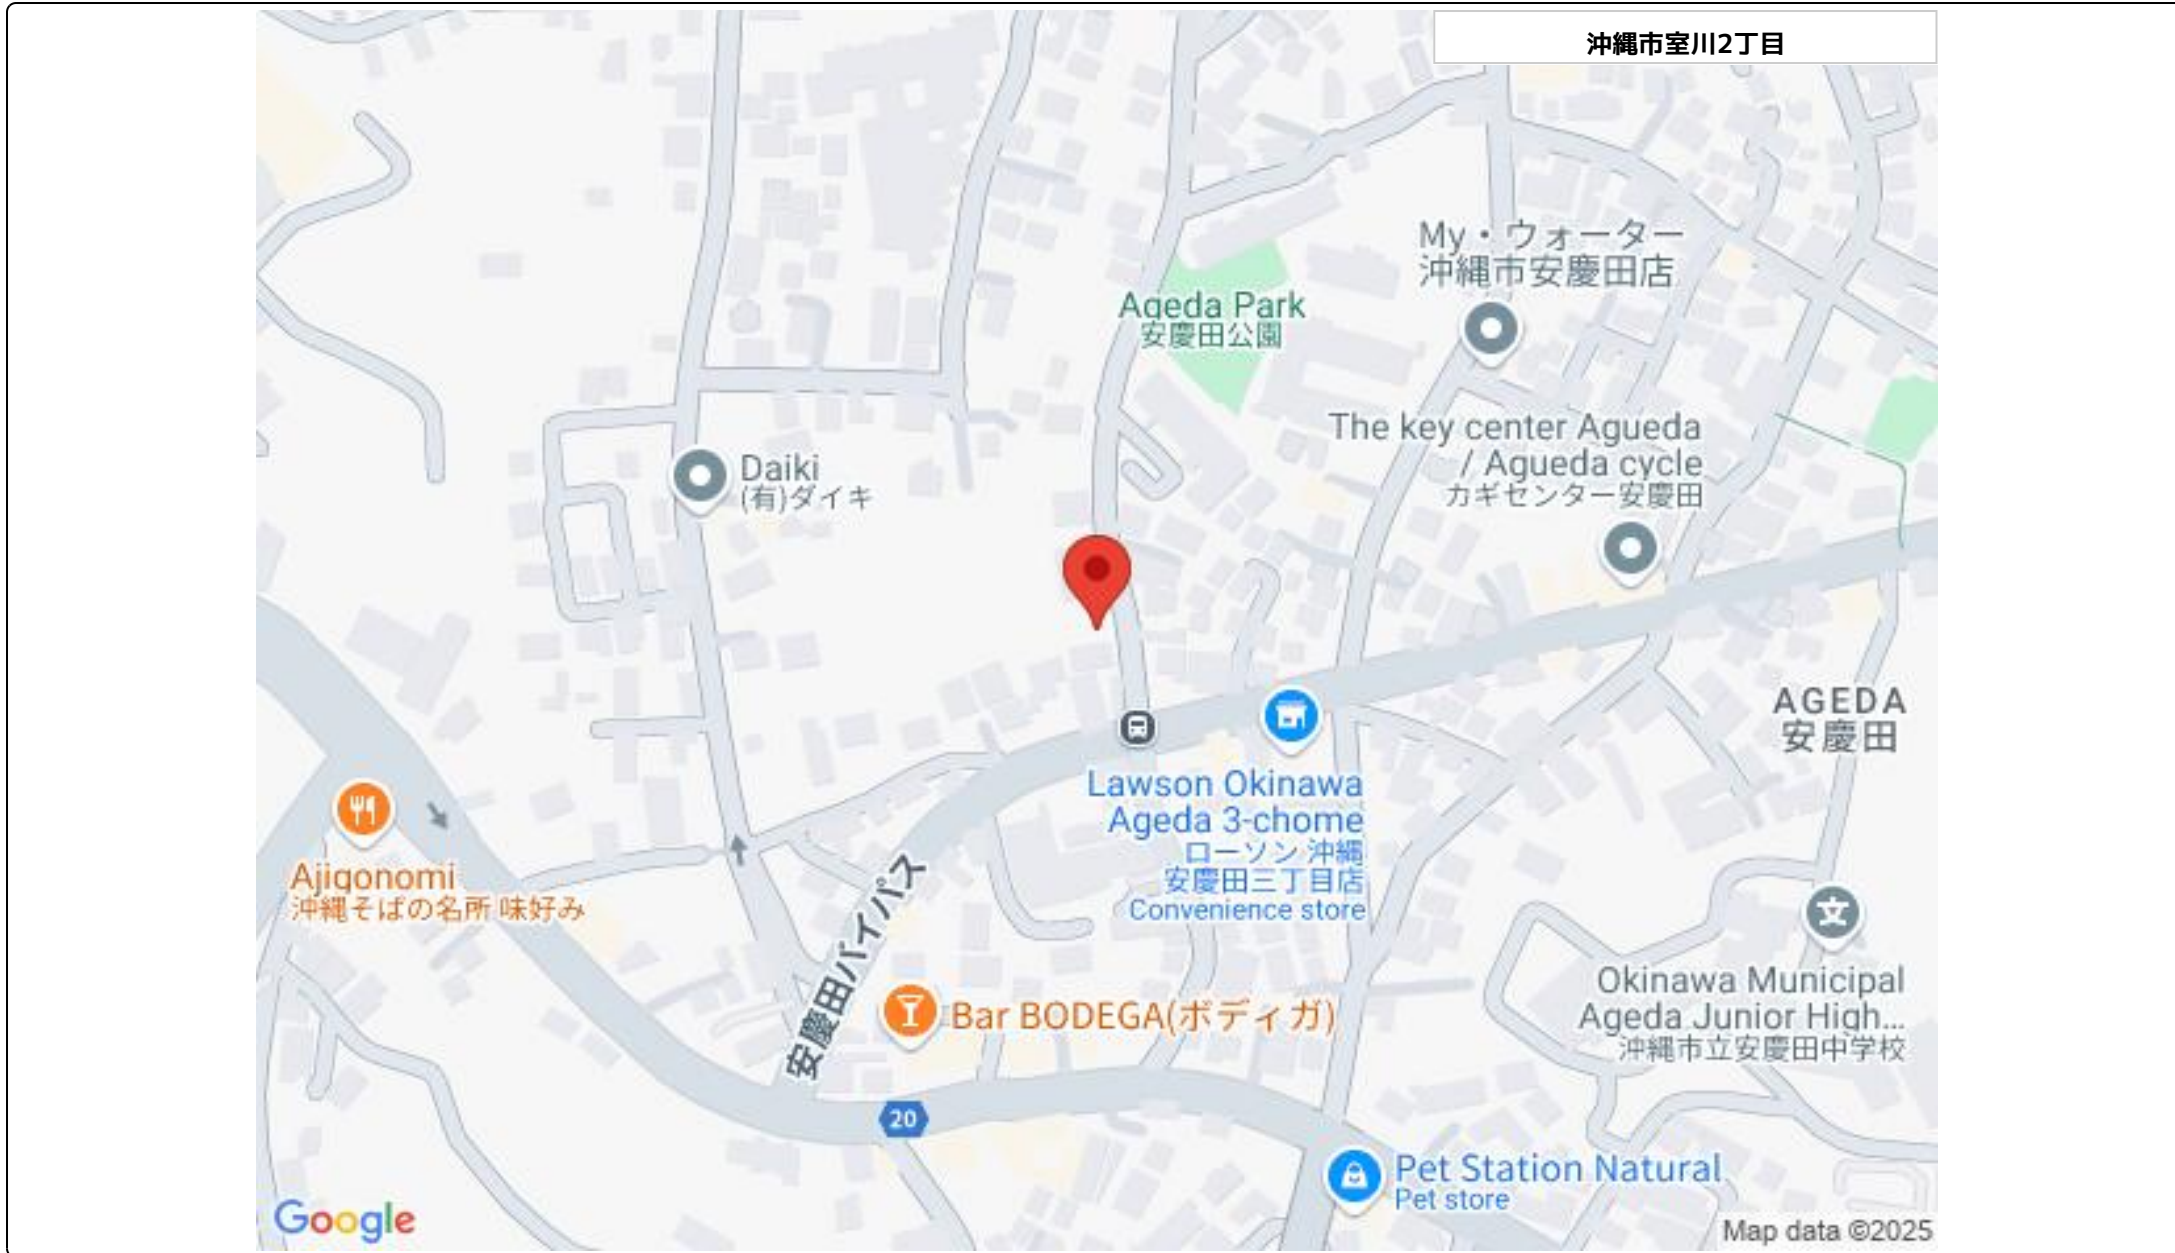 沖縄市室川2丁目
My・ウォーター
沖縄市安慶田店
Ageda Park
安慶田公園
The key center Agueda
/ Agueda cycle
カギセンター安慶田
Daiki
(有)ダイキ
AGEDA
安慶田
Lawson Okinawa
Ageda 3-chome
ローソン 沖縄
安慶田三丁目店
Convenience store
Ajigonomi
沖縄そばの名所 味好み
安慶田バイパス
文
Okinawa Municipal
Ageda Junior High...
沖縄市立安慶田中学校
Bar BODEGA(ボディガ)
20
Pet Station Natural
Pet store
Google
Map data ©2025